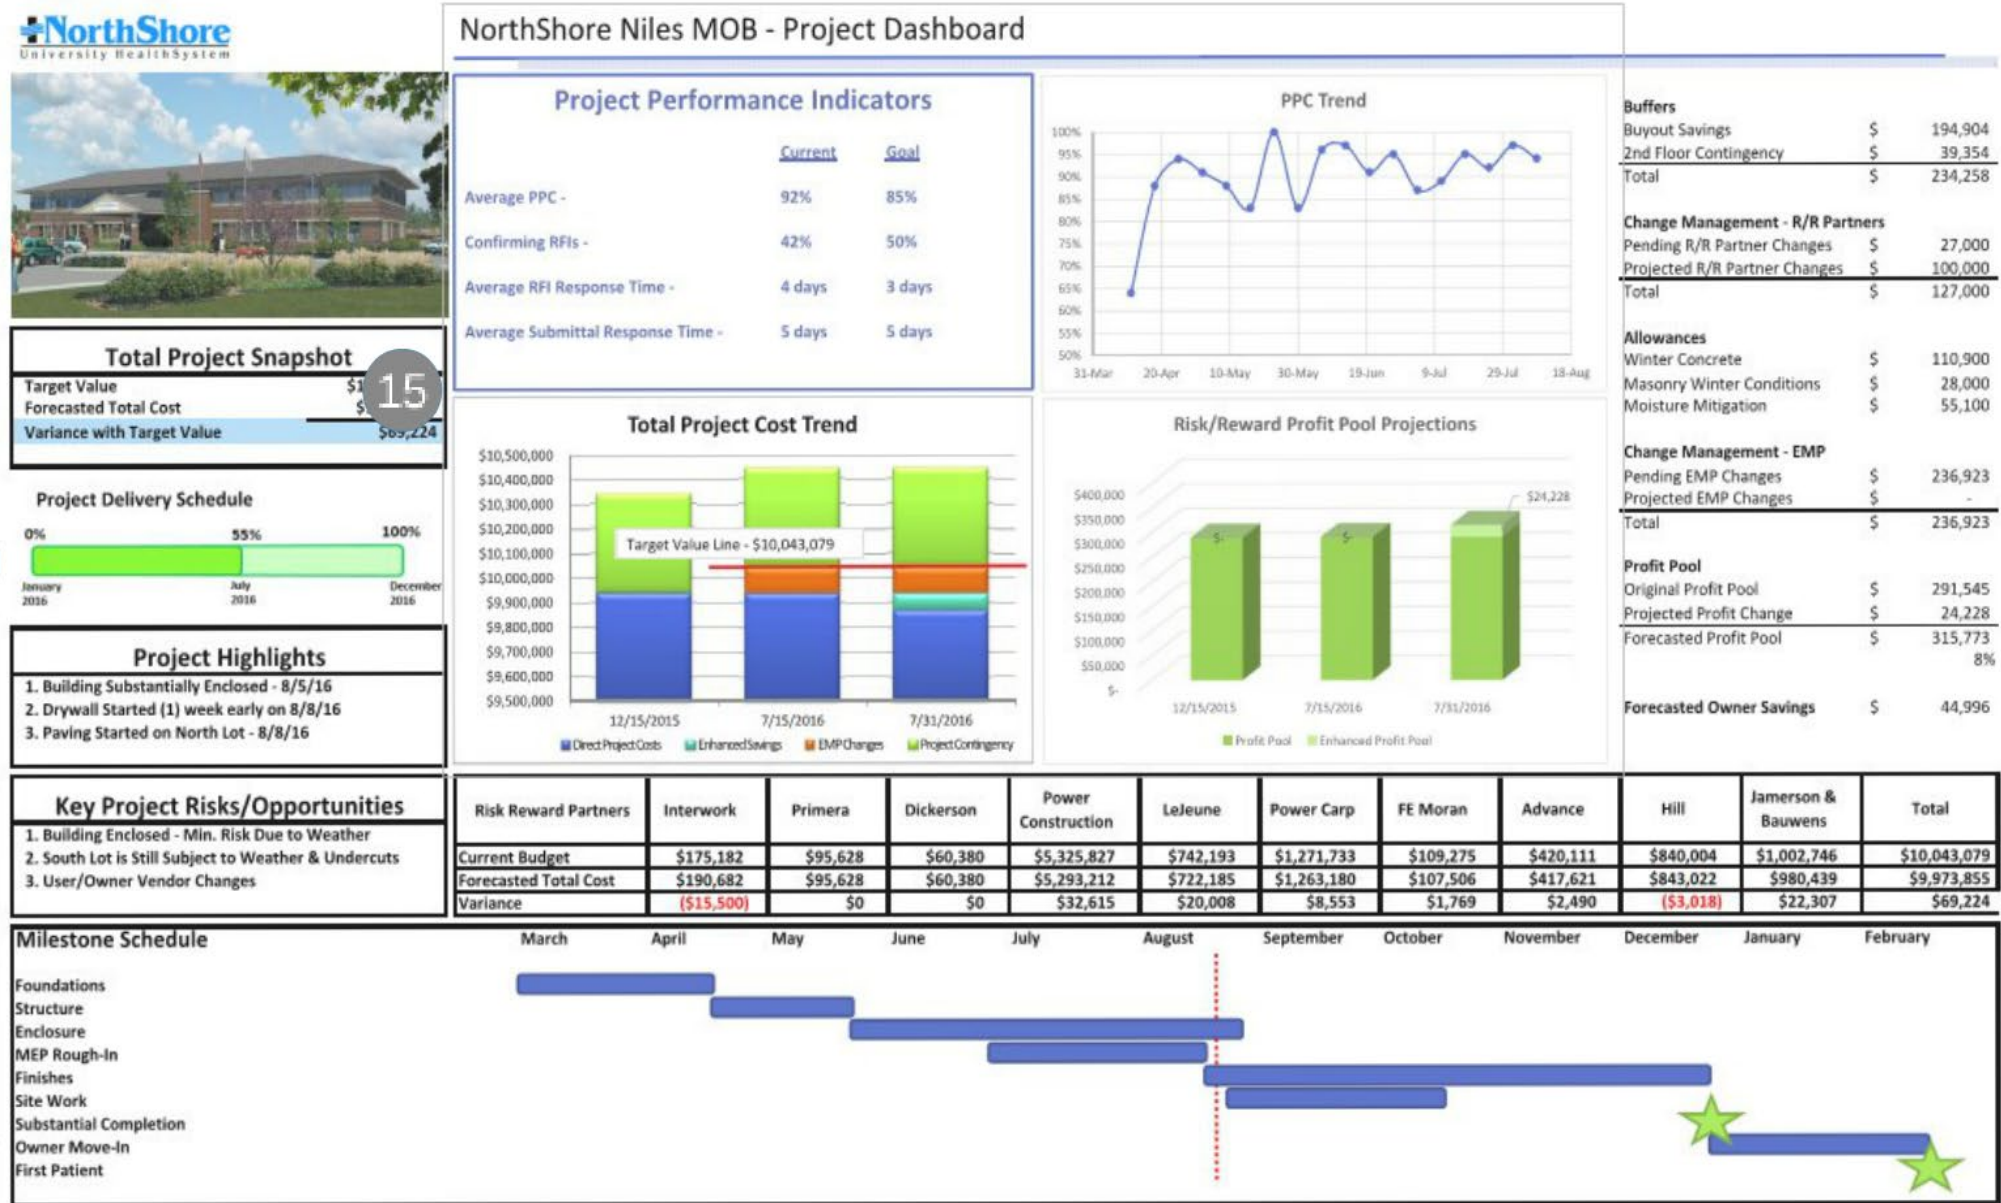 NorthShore
University HealthSystem
NorthShore Niles MOB - Project Dashboard
Project Performance Indicators
Current Goal
Average PPC - 92% 85%
Confirming RFIs - 42% 50%
Average RFI Response Time - 4 days 3 days
Average Submittal Response Time - 5 days 5 days
PPC Trend
100%
95%
90%
85%
80%
75%
70%
65%
60%
55%
50%
31-Mar 20-Apr 10-May 30-May 19-Jun 9-Jul 29-Jul 18-Aug
Buffers
Buyout Savings $ 194,904
2nd Floor Contingency $ 39,354
Total $ 234,258
Change Management - R/R Partners
Pending R/R Partner Changes $ 27,000
Projected R/R Partner Changes $ 100,000
Total $ 127,000
Allowances
Winter Concrete $ 110,900
Masonry Winter Conditions $ 28,000
Moisture Mitigation $ 55,100
Change Management - EMP
Pending EMP Changes $ 236,923
Projected EMP Changes $ -
Total $ 236,923
Profit Pool
Original Profit Pool $ 291,545
Projected Profit Change $ 24,228
Forecasted Profit Pool $ 315,773
8%
Forecasted Owner Savings $ 44,996
Total Project Snapshot
15
Target Value
Forecasted Total Cost
Variance with Target Value $69,224
Project Delivery Schedule
0% 55% 100%
January July December
2016 2016 2016
Project Highlights
1. Building Substantially Enclosed - 8/5/16
2. Drywall Started (1) week early on 8/8/16
3. Paving Started on North Lot - 8/8/16
Total Project Cost Trend
$10,500,000
$10,400,000
$10,300,000
$10,200,000
$10,100,000
$10,000,000
$9,900,000
$9,800,000
$9,700,000
$9,600,000
$9,500,000
Target Value Line - $10,043,079
12/15/2015 7/15/2016 7/31/2016
Direct Project Costs Enhanced Savings EMP Changes Project Contingency
Risk/Reward Profit Pool Projections
$400,000
$350,000
$300,000
$250,000
$200,000
$150,000
$100,000
$50,000
$-
$- $- $24,228
12/15/2015 7/15/2016 7/31/2016
Profit Pool Enhanced Profit Pool
Key Project Risks/Opportunities
1. Building Enclosed - Min. Risk Due to Weather
2. South Lot is Still Subject to Weather & Undercuts
3. User/Owner Vendor Changes
Risk Reward Partners Interwork Primera Dickerson Power Construction LeJeune Power Carp FE Moran Advance Hill Jamerson & Bauwens Total
Current Budget $175,182 $95,628 $60,380 $5,325,827 $742,193 $1,271,733 $109,275 $420,111 $840,004 $1,002,746 $10,043,079
Forecasted Total Cost $190,682 $95,628 $60,380 $5,293,212 $722,185 $1,263,180 $107,506 $417,621 $843,022 $980,439 $9,973,855
Variance ($15,500) $0 $0 $32,615 $20,008 $8,553 $1,769 $2,490 ($3,018) $22,307 $69,224
Milestone Schedule March April May June July August September October November December January February
Foundations
Structure
Enclosure
MEP Rough-In
Finishes
Site Work
Substantial Completion
Owner Move-In
First Patient